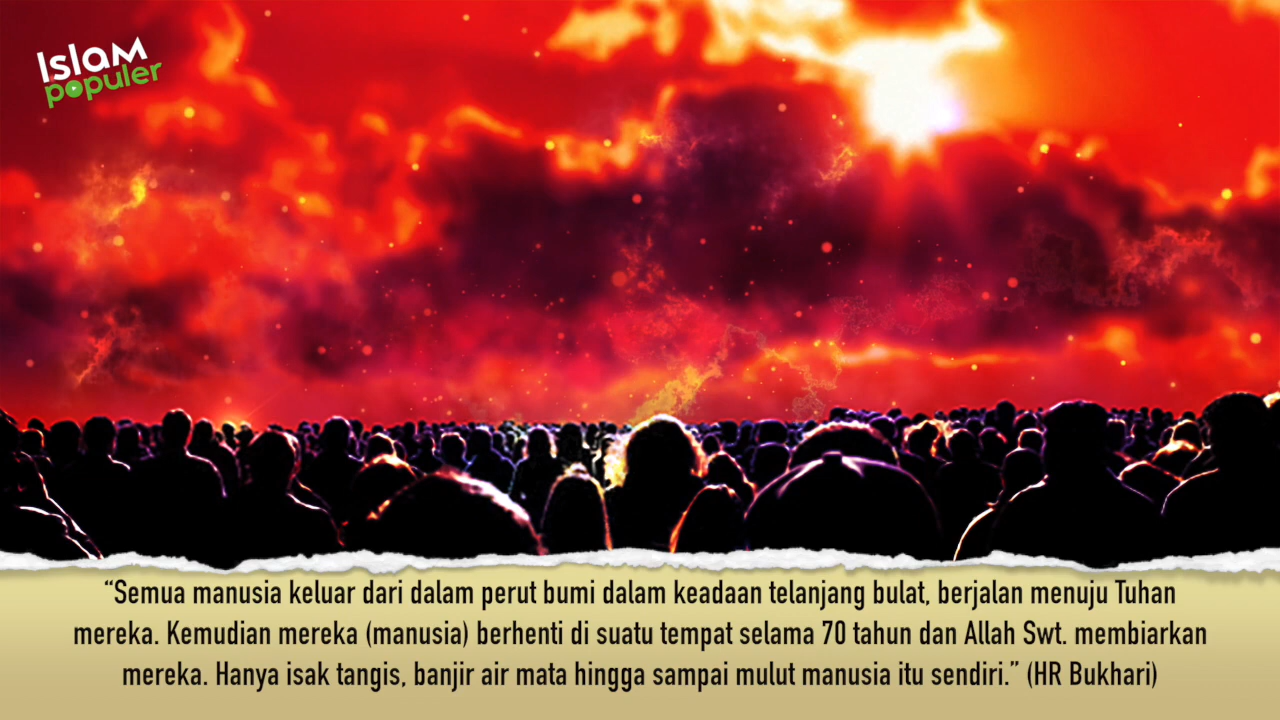 Islam
populer
“Semua manusia keluar dari dalam perut bumi dalam keadaan telanjang bulat, berjalan menuju Tuhan
mereka. Kemudian mereka (manusia) berhenti di suatu tempat selama 70 tahun dan Allah Swt. membiarkan
mereka. Hanya isak tangis, banjir air mata hingga sampai mulut manusia itu sendiri.” (HR Bukhari)